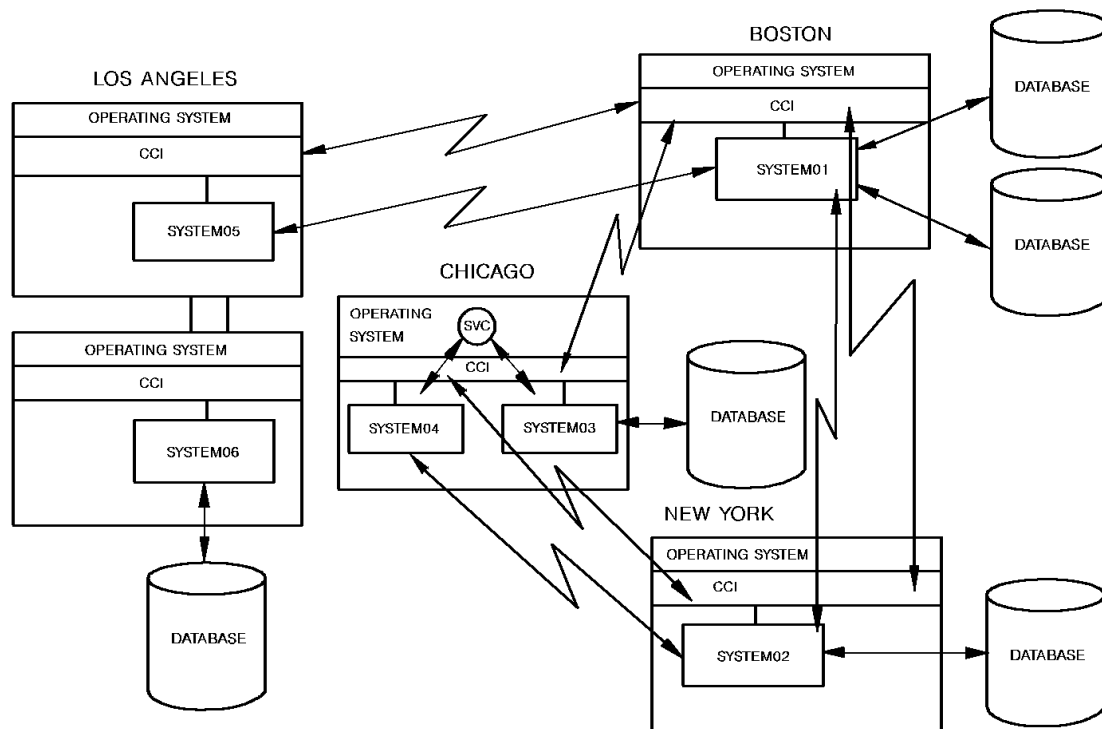 BOSTON
OPERATING SYSTEM
CCI
SYSTEM01
DATABASE
DATABASE
LOS ANGELES
OPERATING SYSTEM
CCI
SYSTEM05
OPERATING SYSTEM
CCI
SYSTEM06
DATABASE
CHICAGO
OPERATING
SYSTEM
SVC
CCI
SYSTEM04
SYSTEM03
DATABASE
NEW YORK
OPERATING SYSTEM
CCI
SYSTEM02
DATABASE